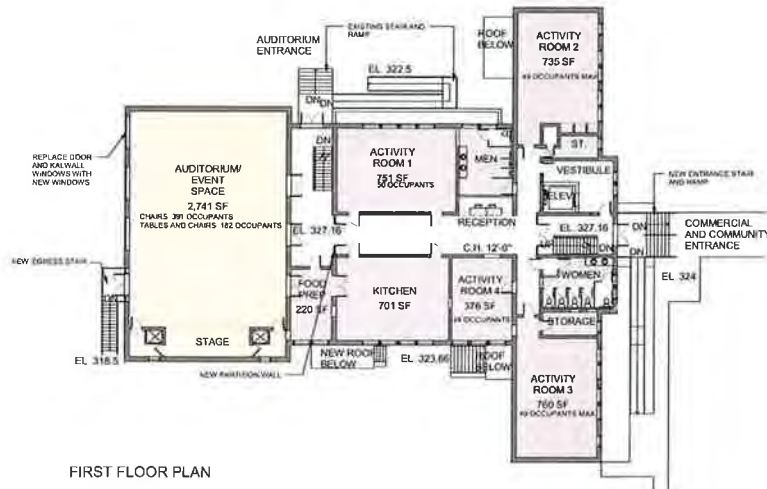 AUDITORIUM
ENTRANCE
EXISTING STAIR AND
RAMP
ROOF
BELOW
ACTIVITY
ROOM 2
735 SF
49 OCCUPANTS MAX
EL 322.5
DN
DN
REPLACE DOOR
AND KALWALL
WINDOWS WITH
NEW WINDOWS
AUDITORIUM/
EVENT
SPACE
2,741 SF
CHAIRS 391 OCCUPANTS
TABLES AND CHAIRS 182 OCCUPANTS
DN
ACTIVITY
ROOM 1
751 SF
50 OCCUPANTS
MEN
ST.
VESTIBULE
ELEV
NEW ENTRANCE STAIR
AND RAMP
RECEPTION
EL 327.16
EL 327.16
C.H. 12'-0"
UP
DN
DN
DN
COMMERCIAL
AND COMMUNITY
ENTRANCE
NEW EGRESS STAIR
FOOD
PREP
220 SF
KITCHEN
701 SF
ACTIVITY
ROOM 4
376 SF
WOMEN
EL 324
STORAGE
STAGE
EL 318.5
NEW ROOF
BELOW
EL 323.66
ROOF
BELOW
NEW PARTITION WALL
ACTIVITY
ROOM 3
760 SF
49 OCCUPANTS MAX
FIRST FLOOR PLAN